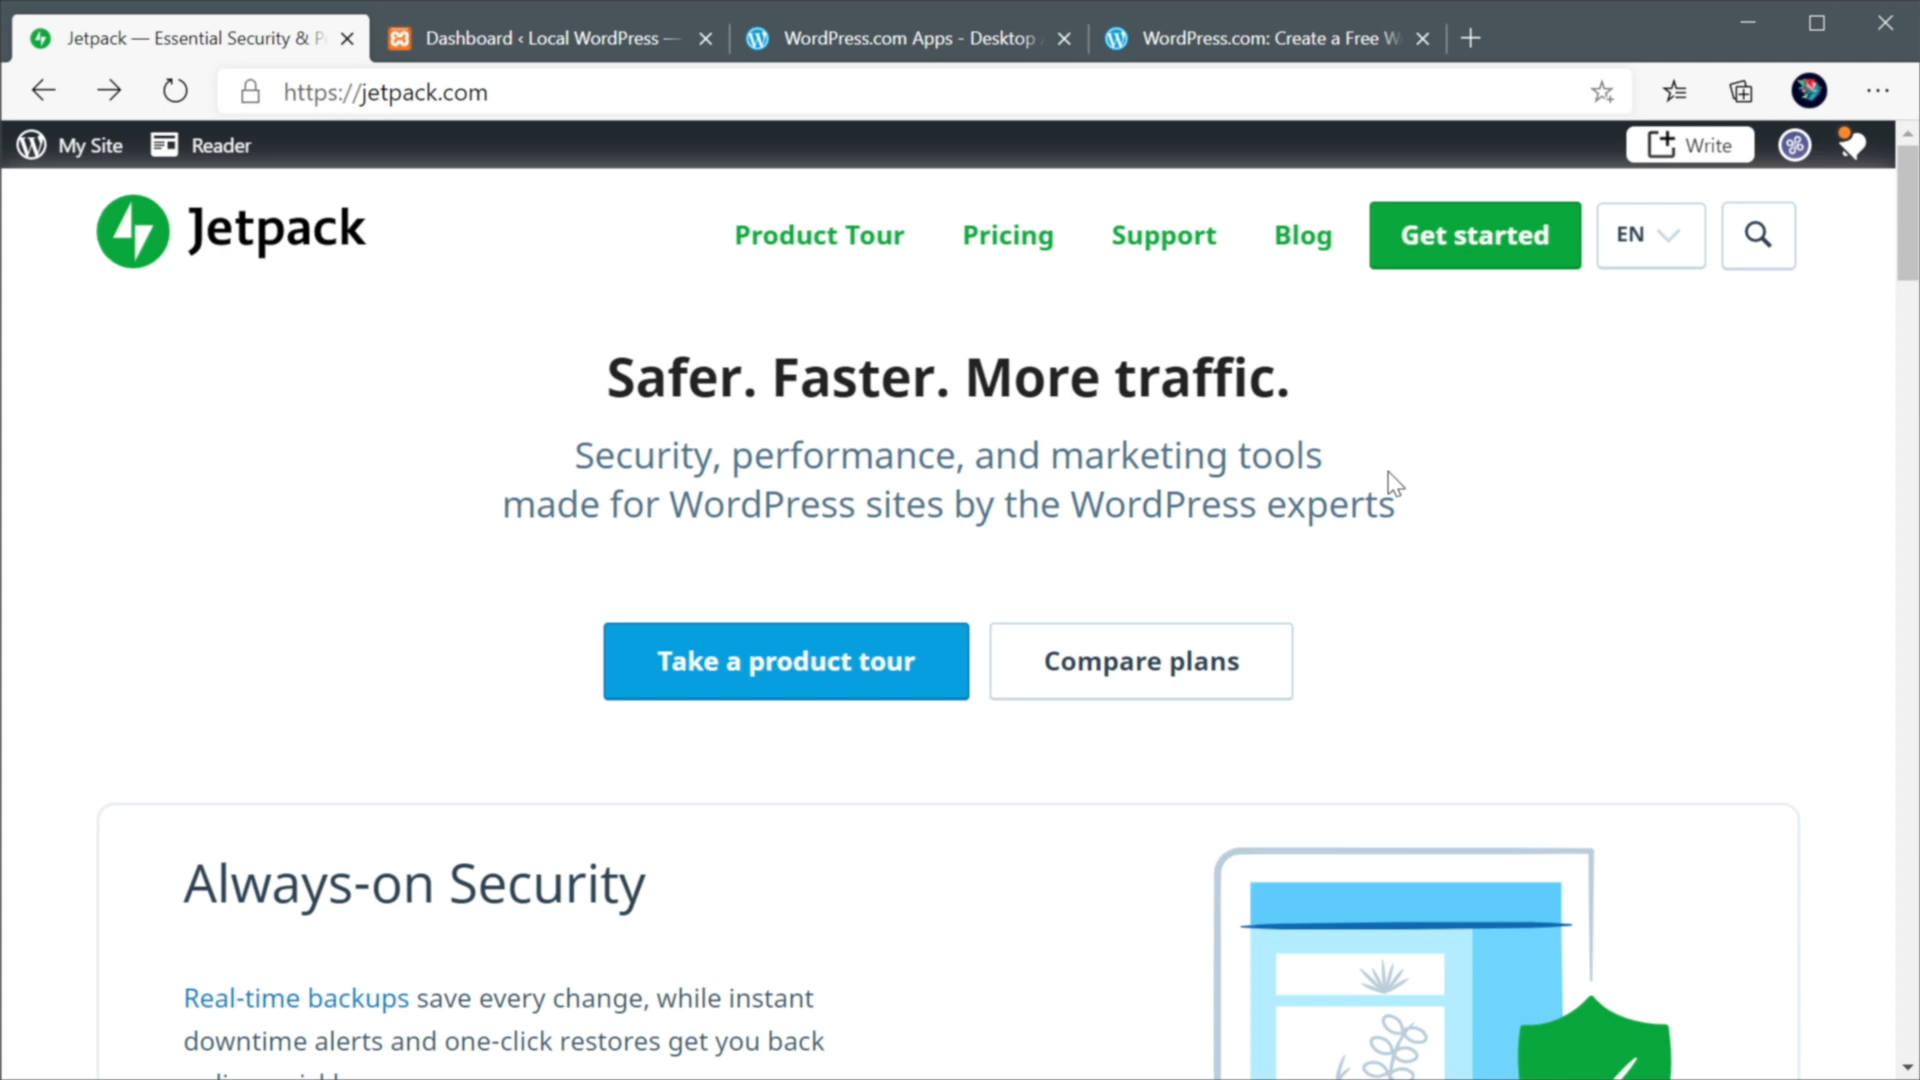 Jetpack — Essential Security & P
Dashboard ‹ Local WordPress —
WordPress.com Apps - Desktop
WordPress.com: Create a Free W
https://jetpack.com
My Site
Reader
Write
Jetpack
Product Tour
Pricing
Support
Blog
Get started
EN
Safer. Faster. More traffic.
Security, performance, and marketing tools
made for WordPress sites by the WordPress experts
Take a product tour
Compare plans
Always-on Security
Real-time backups save every change, while instant
downtime alerts and one-click restores get you back